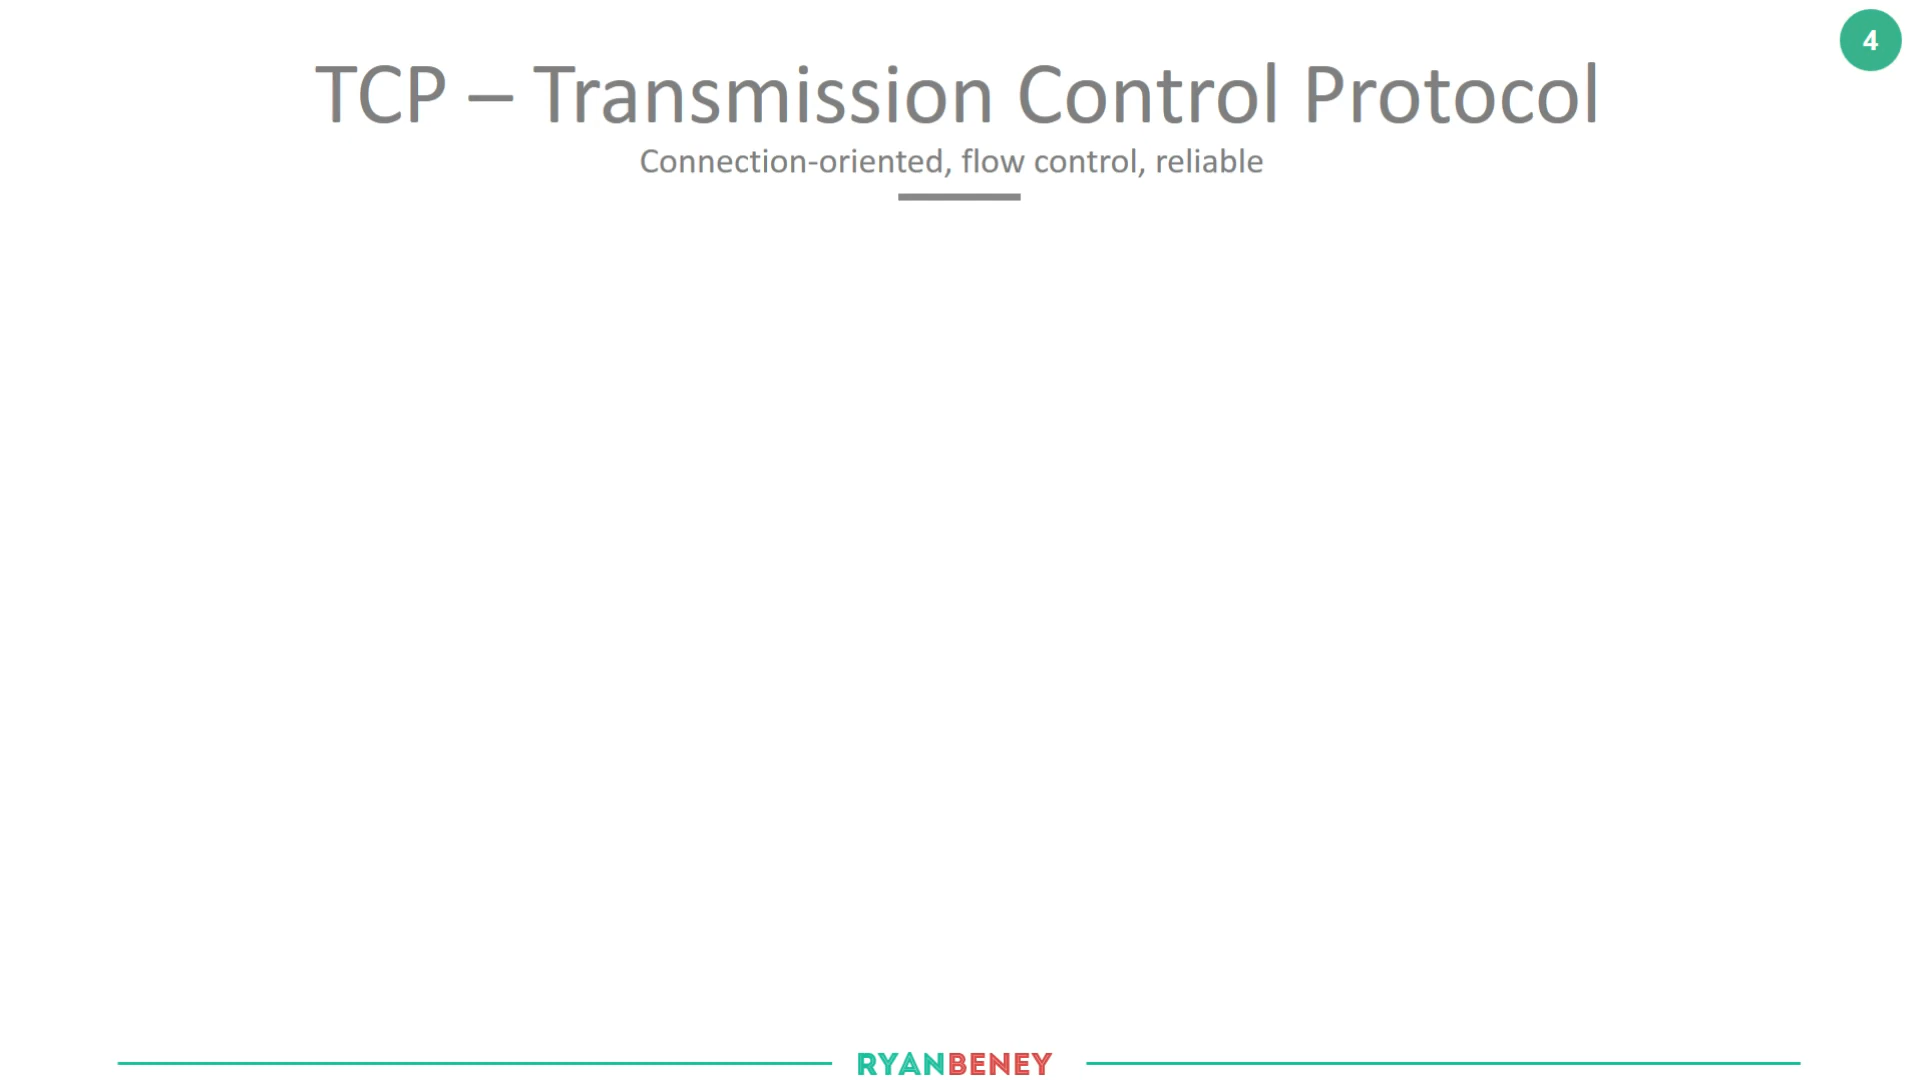 4
TCP – Transmission Control Protocol
Connection-oriented, flow control, reliable
RYANBENEY